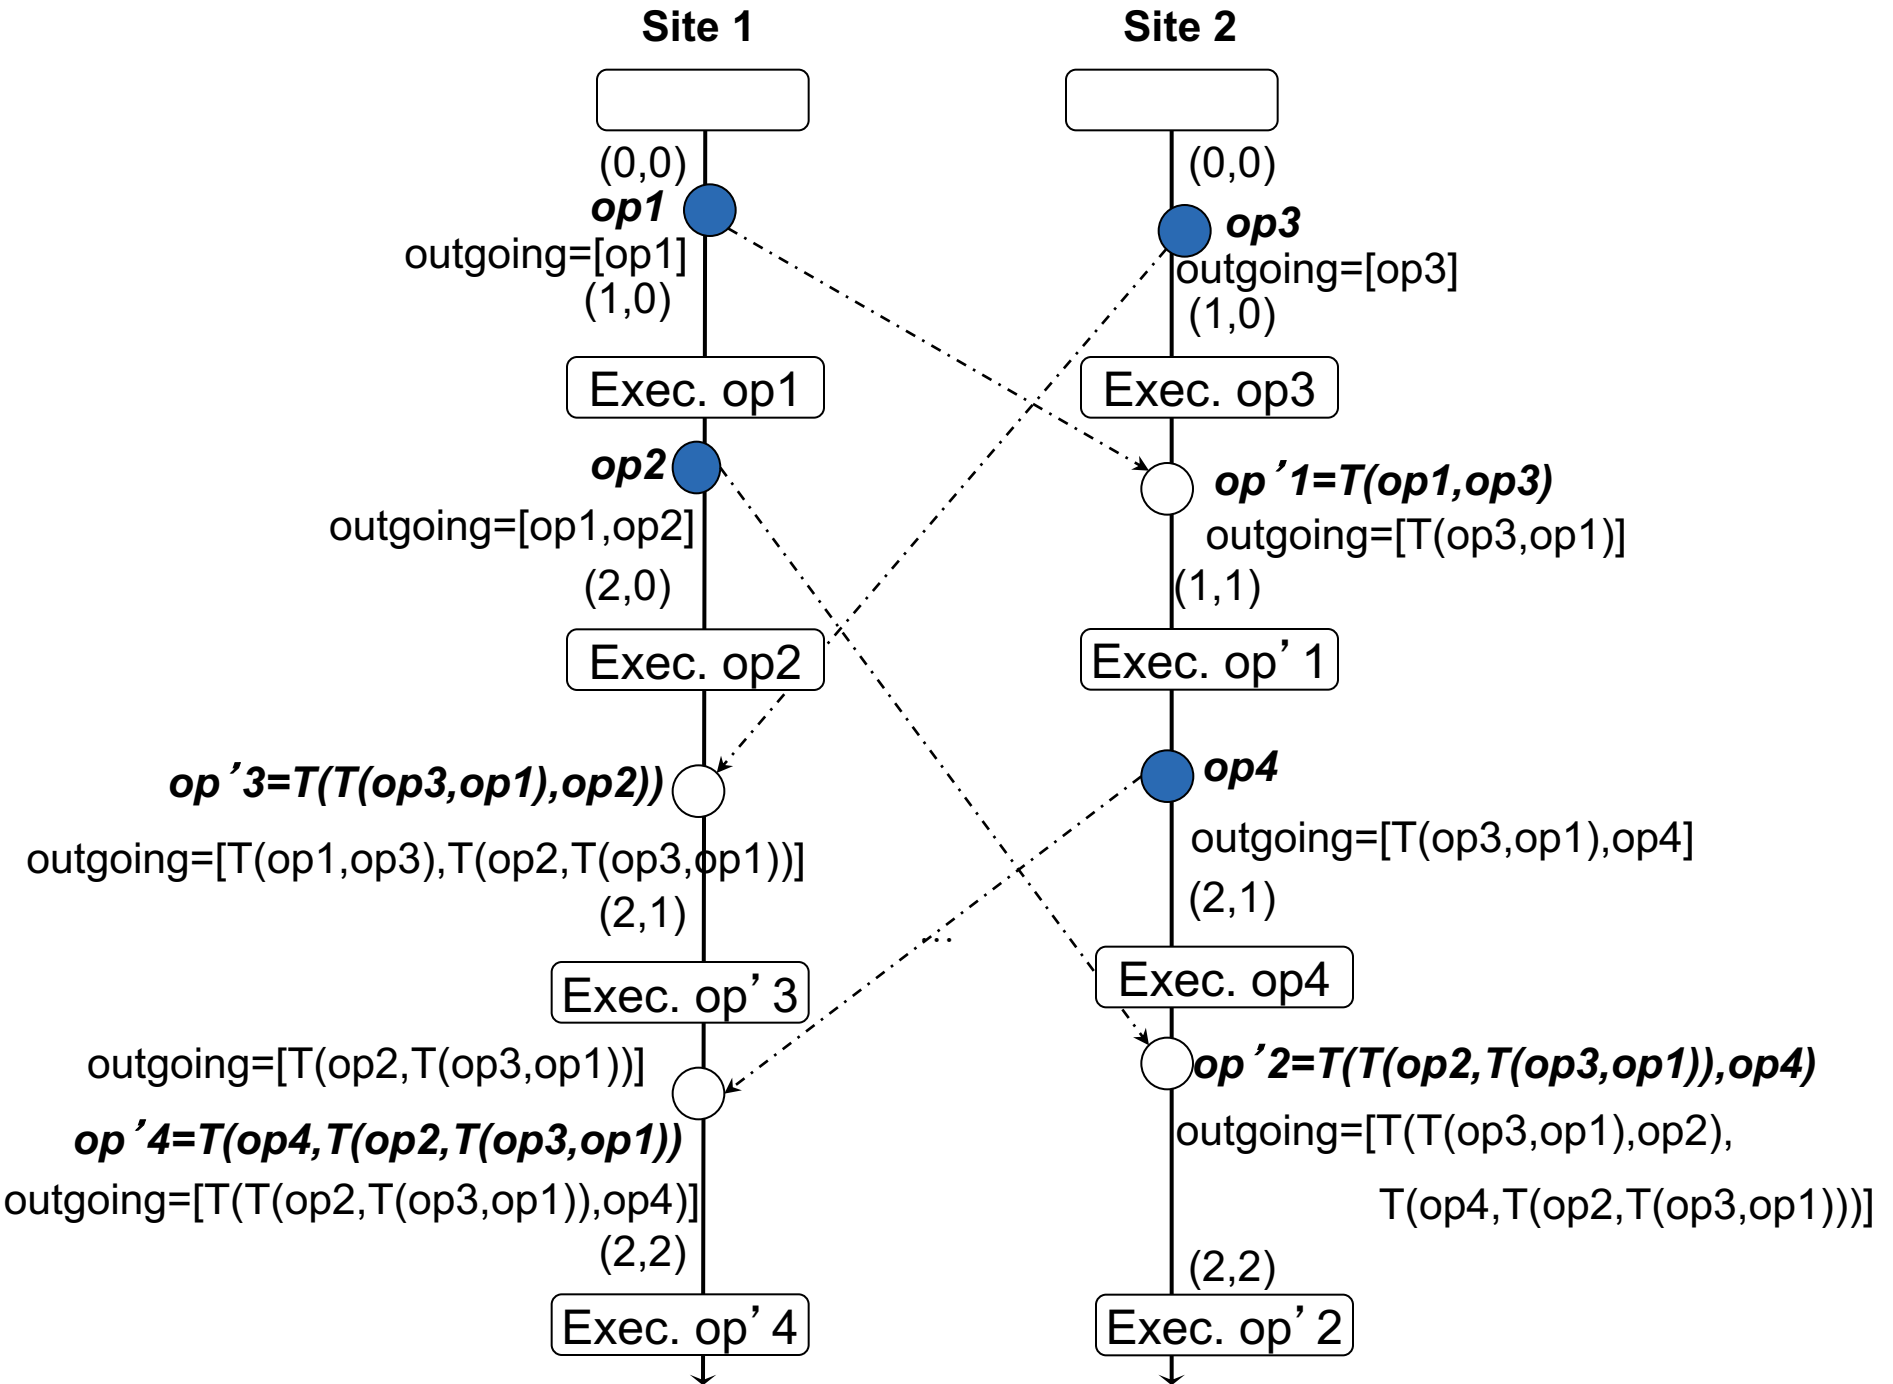 Site 1
(0,0)
op1
outgoing=[op1]
(1,0)
Exec. op1
op2
outgoing=[op1,op2]
(2,0)
Exec. op2
op´3=T(T(op3,op1),op2))
outgoing=[T(op1,op3),T(op2,T(op3,op1))]
(2,1)
Exec. op’ 3
outgoing=[T(op2,T(op3,op1))]
op´4=T(op4,T(op2,T(op3,op1))
outgoing=[T(T(op2,T(op3,op1)),op4)]
(2,2)
Exec. op’ 4
...
Site 2
(0,0)
op3
outgoing=[op3]
(1,0)
Exec. op3
op´1=T(op1,op3)
outgoing=[T(op3,op1)]
(1,1)
Exec. op’ 1
op4
outgoing=[T(op3,op1),op4]
(2,1)
Exec. op4
op´2=T(T(op2,T(op3,op1)),op4)
outgoing=[T(T(op3,op1),op2),
T(op4,T(op2,T(op3,op1)))]
(2,2)
Exec. op’ 2